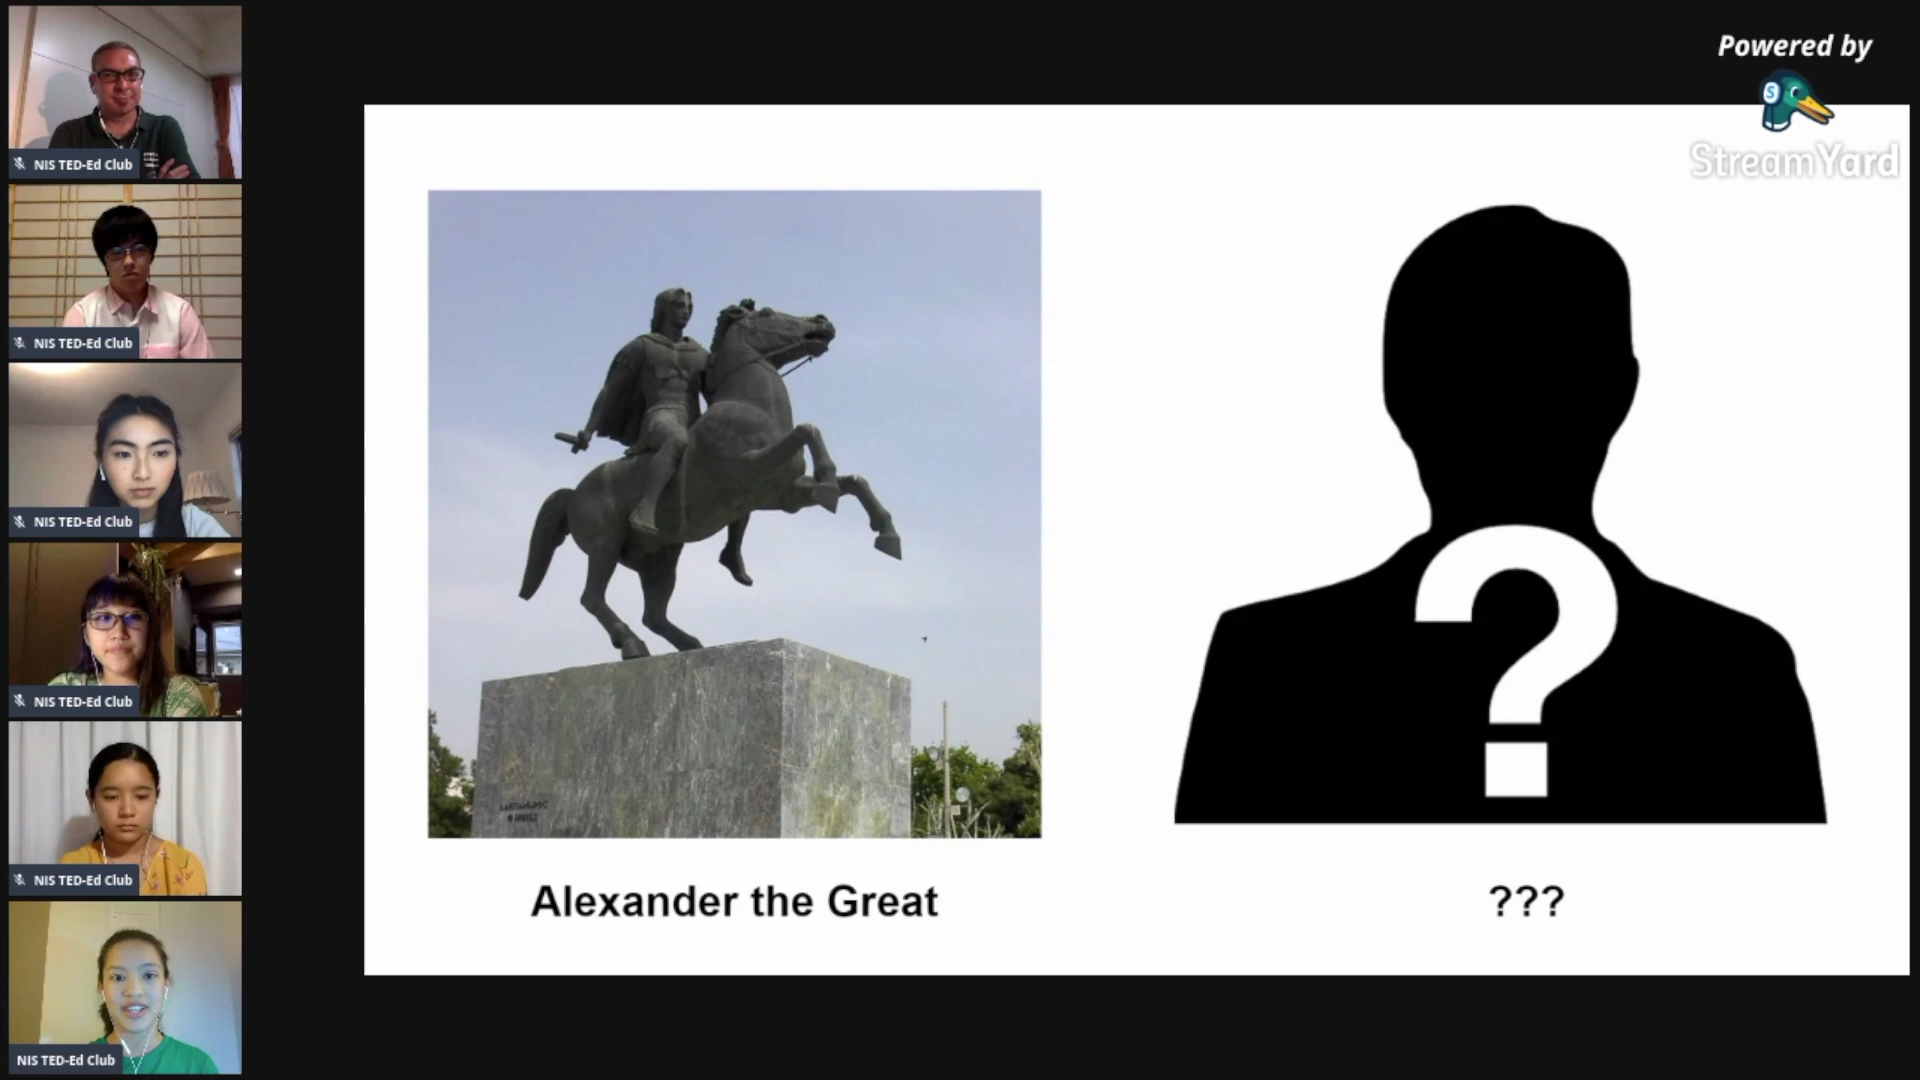 NIS TED-Ed Club
NIS TED-Ed Club
NIS TED-Ed Club
NIS TED-Ed Club
NIS TED-Ed Club
NIS TED-Ed Club
Powered by
S
StreamYard
?
Alexander the Great
???